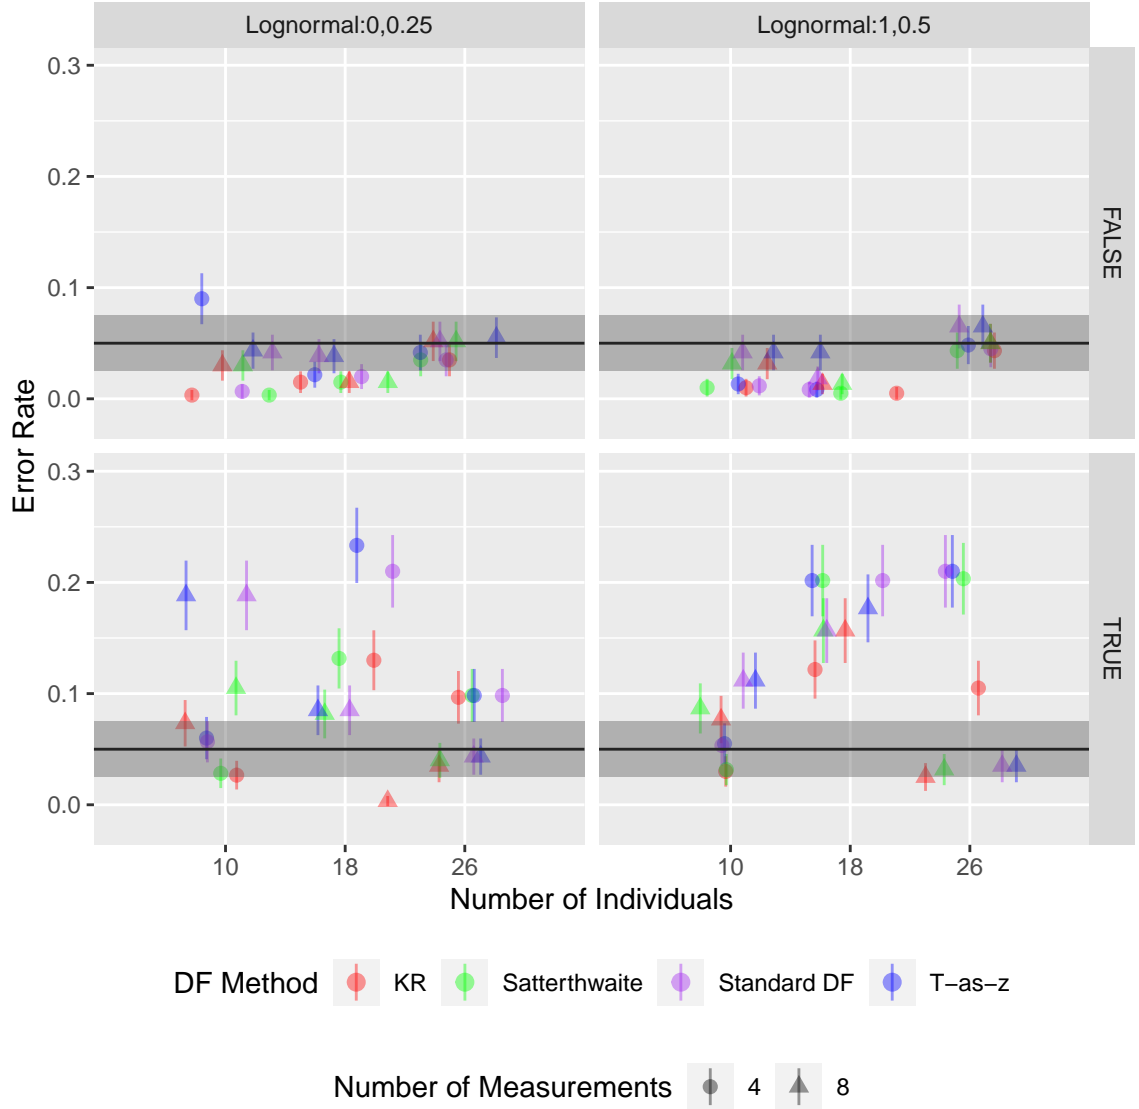 Lognormal:0,0.25 Lognormal:1,0.5
0.3
0.2
0.1
0.0
FALSE
Error Rate
0.3
0.2
0.1
0.0
TRUE
10 18 26 10 18 26
Number of Individuals
DF Method KR Satterthwaite Standard DF T−as−z
Number of Measurements 4 8